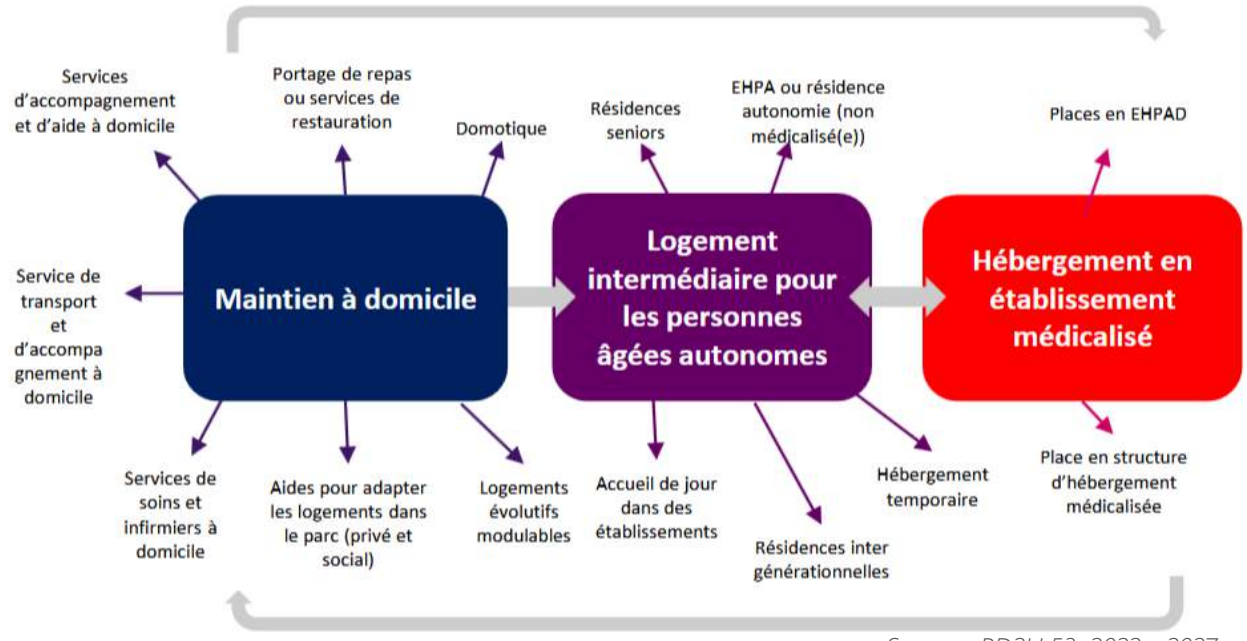 Services
d'accompagnement
et d'aide à domicile
Portage de repas
ou services de
restauration
Domotique
Résidences
seniors
EHPA ou résidence
autonomie (non
médicalisé(e))
Places en EHPAD
Maintien à domicile
Logement
intermédiaire pour
les personnes
âgées autonomes
Hébergement en
établissement
médicalisé
Service de
transport
et
d'accompa
gnement à
domicile
Services de
soins et
infirmiers à
domicile
Aides pour adapter
les logements dans
le parc (privé et
social)
Logements
évolutifs
modulables
Accueil de jour
dans des
établissements
Résidences inter
générationnelles
Hébergement
temporaire
Place en structure
d'hébergement
médicalisée